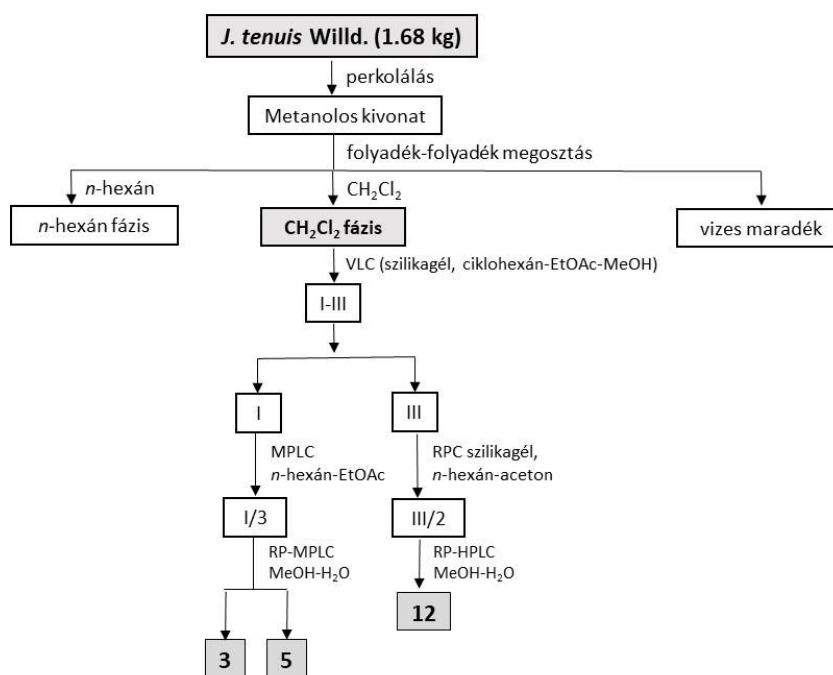 J. tenuis Willd. (1.68 kg)
perkolálás
Metanolos kivonat
folyadék-folyadék megosztás
n-hexán
CH₂Cl₂
n-hexán fázis
CH₂Cl₂ fázis
vizes maradék
VLC (szilikagél, ciklohexán-EtOAc-MeOH)
I-III
I
III
MPLC
n-hexán-EtOAc
RPC szilikagél,
n-hexán-aceton
I/3
III/2
RP-MPLC
MeOH-H₂O
RP-HPLC
MeOH-H₂O
12
3
5